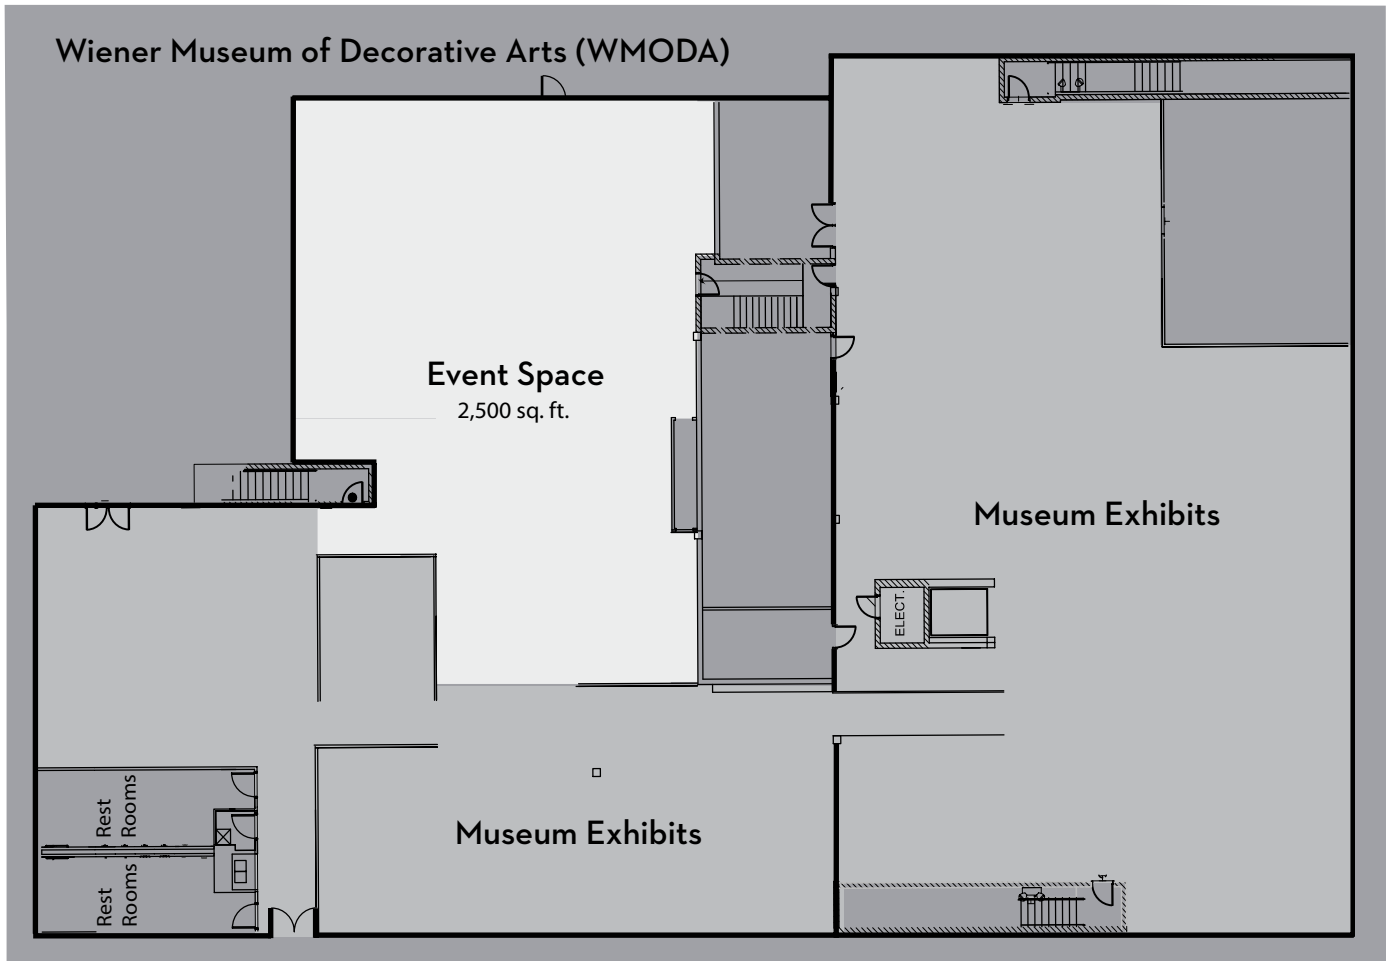 Wiener Museum of Decorative Arts (WMODA)
Event Space
2,500 sq. ft.
Museum Exhibits
ELECT.
Rest
Rooms
Museum Exhibits
Rest
Rooms